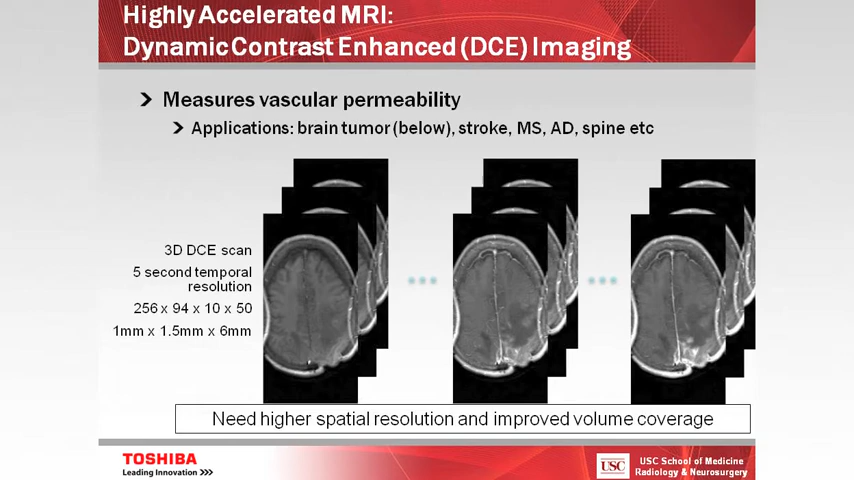 Highly Accelerated MRI:
Dynamic Contrast Enhanced (DCE) Imaging
Measures vascular permeability
Applications: brain tumor (below), stroke, MS, AD, spine etc
3D DCE scan
5 second temporal
resolution
256 x 94 x 10 x 50
1mm x 1.5mm x 6mm
Need higher spatial resolution and improved volume coverage
TOSHIBA
Leading Innovation >>>
USC
USC School of Medicine
Radiology & Neurosurgery